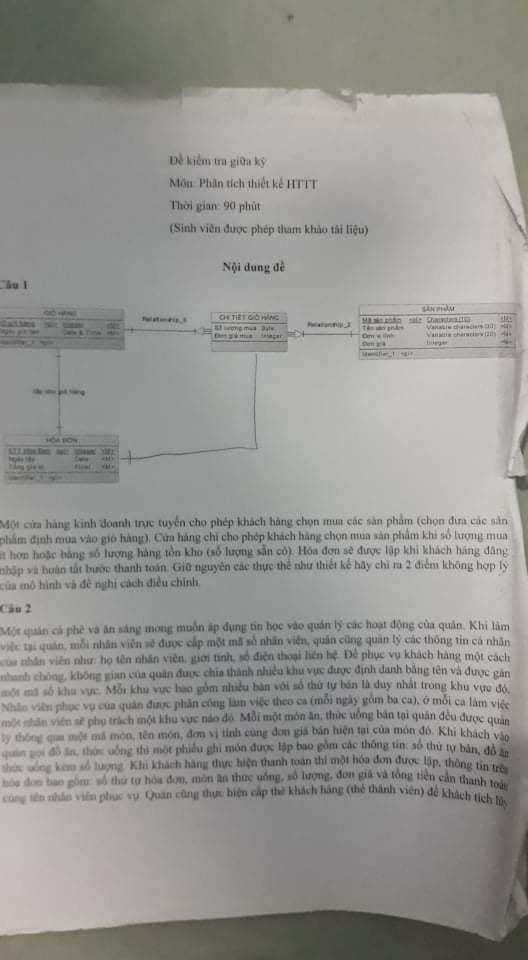 Đề kiểm tra giữa kỳ
Môn: Phân tích thiết kế HTTT
Thời gian: 90 phút
(Sinh viên được phép tham khảo tài liệu)
Nội dung đề
Câu 1
GIỎ HÀNG
<pi> Integer <M>
Date & Time <M>
Identifier_1 <pi>
Relationship_3
CHI TIẾT GIỎ HÀNG
Số lượng mua Byte
Đơn giá mua Integer
Relationship_2
SẢN PHẨM
Mã sản phẩm <pi> Characters (10) <M>
Tên sản phẩm Variable characters (30) <M>
Đơn vị tính Variable characters (20) <M>
Đơn giá Integer <M>
Identifier_1 <pi>
HÓA ĐƠN
STT Hóa Đơn <pi> Integer <M>
Ngày lập Date <M>
Tổng giá trị Float <M>
Identifier_1 <pi>
Một cửa hàng kinh doanh trực tuyến cho phép khách hàng chọn mua các sản phẩm (chọn đưa các sản
phẩm định mua vào giỏ hàng). Cửa hàng chỉ cho phép khách hàng chọn mua sản phẩm khi số lượng mua
ít hơn hoặc bằng số lượng hàng tồn kho (số lượng sẵn có). Hóa đơn sẽ được lập khi khách hàng đăng
nhập và hoàn tất bước thanh toán. Giữ nguyên các thực thể như thiết kế hãy chỉ ra 2 điểm không hợp lý
của mô hình và đề nghị cách điều chỉnh.
Câu 2
Một quán cà phê và ăn sáng mong muốn áp dụng tin học vào quản lý các hoạt động của quán. Khi làm
việc tại quán, mỗi nhân viên sẽ được cấp một mã số nhân viên, quán cũng quản lý các thông tin cá nhân
của nhân viên như: họ tên nhân viên, giới tính, số điện thoại liên hệ. Để phục vụ khách hàng một cách
nhanh chóng, không gian của quán được chia thành nhiều khu vực được định danh bằng tên và được gán
một mã số khu vực. Mỗi khu vực bao gồm nhiều bàn với số thứ tự bàn là duy nhất trong khu vực đó.
Nhân viên phục vụ của quán được phân công làm việc theo ca (mỗi ngày gồm ba ca), ở mỗi ca làm việc
một nhân viên sẽ phụ trách một khu vực nào đó. Mỗi một món ăn, thức uống bán tại quán đều được quản
lý thông qua một mã món, tên món, đơn vị tính cùng đơn giá bán hiện tại của món đó. Khi khách vào
quán gọi đồ ăn, thức uống thì một phiếu ghi món được lập bao gồm các thông tin: số thứ tự bàn, đồ ăn
thức uống kèm số lượng. Khi khách hàng thực hiện thanh toán thì một hóa đơn được lập, thông tin trên
hóa đơn bao gồm: số thứ tự hóa đơn, món ăn thức uống, số lượng, đơn giá và tổng tiền cần thanh toán
cùng tên nhân viên phục vụ. Quán cũng thực hiện cấp thẻ khách hàng (thẻ thành viên) để khách tích lũy